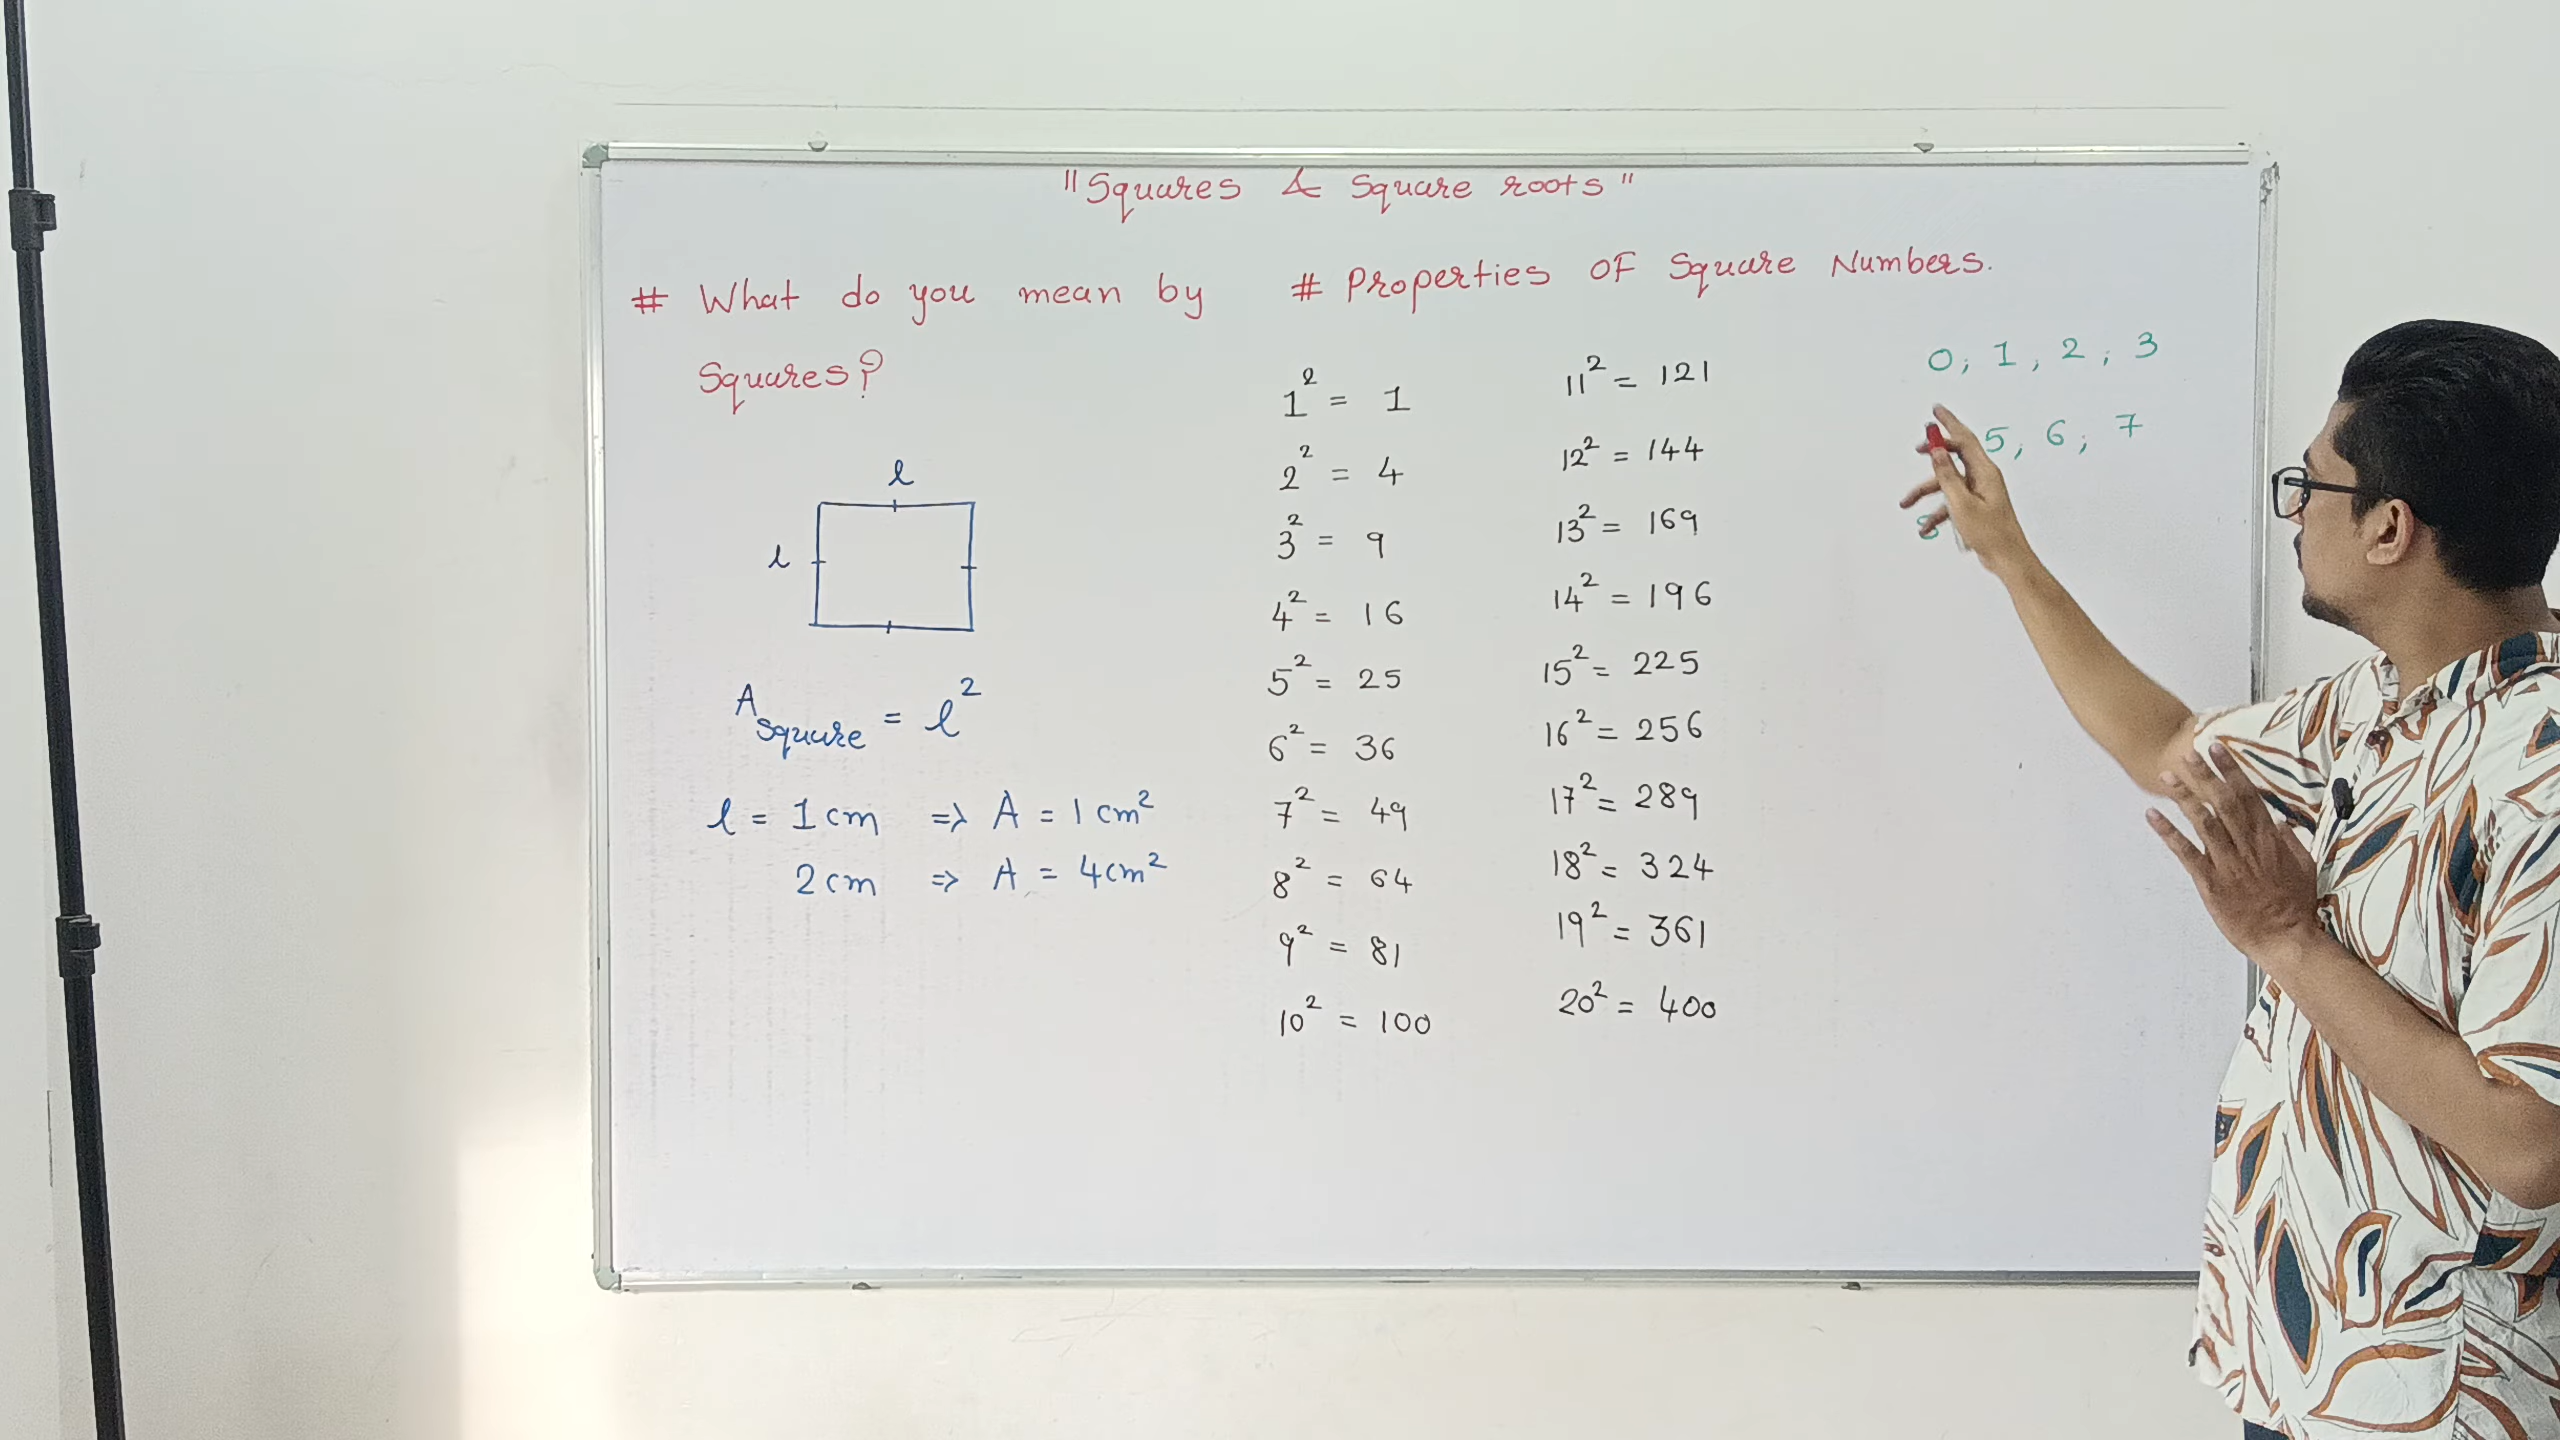 "Squares & Square roots"
# What do you mean by
Squares?
l
l
A square = l²
l = 1 cm => A = 1 cm²
2 cm => A = 4 cm²
# Properties OF Square Numbers.
1² = 1
2² = 4
3² = 9
4² = 16
5² = 25
6² = 36
7² = 49
8² = 64
9² = 81
10² = 100
11² = 121
12² = 144
13² = 169
14² = 196
15² = 225
16² = 256
17² = 289
18² = 324
19² = 361
20² = 400
0, 1, 2, 3
5, 6, 7
8